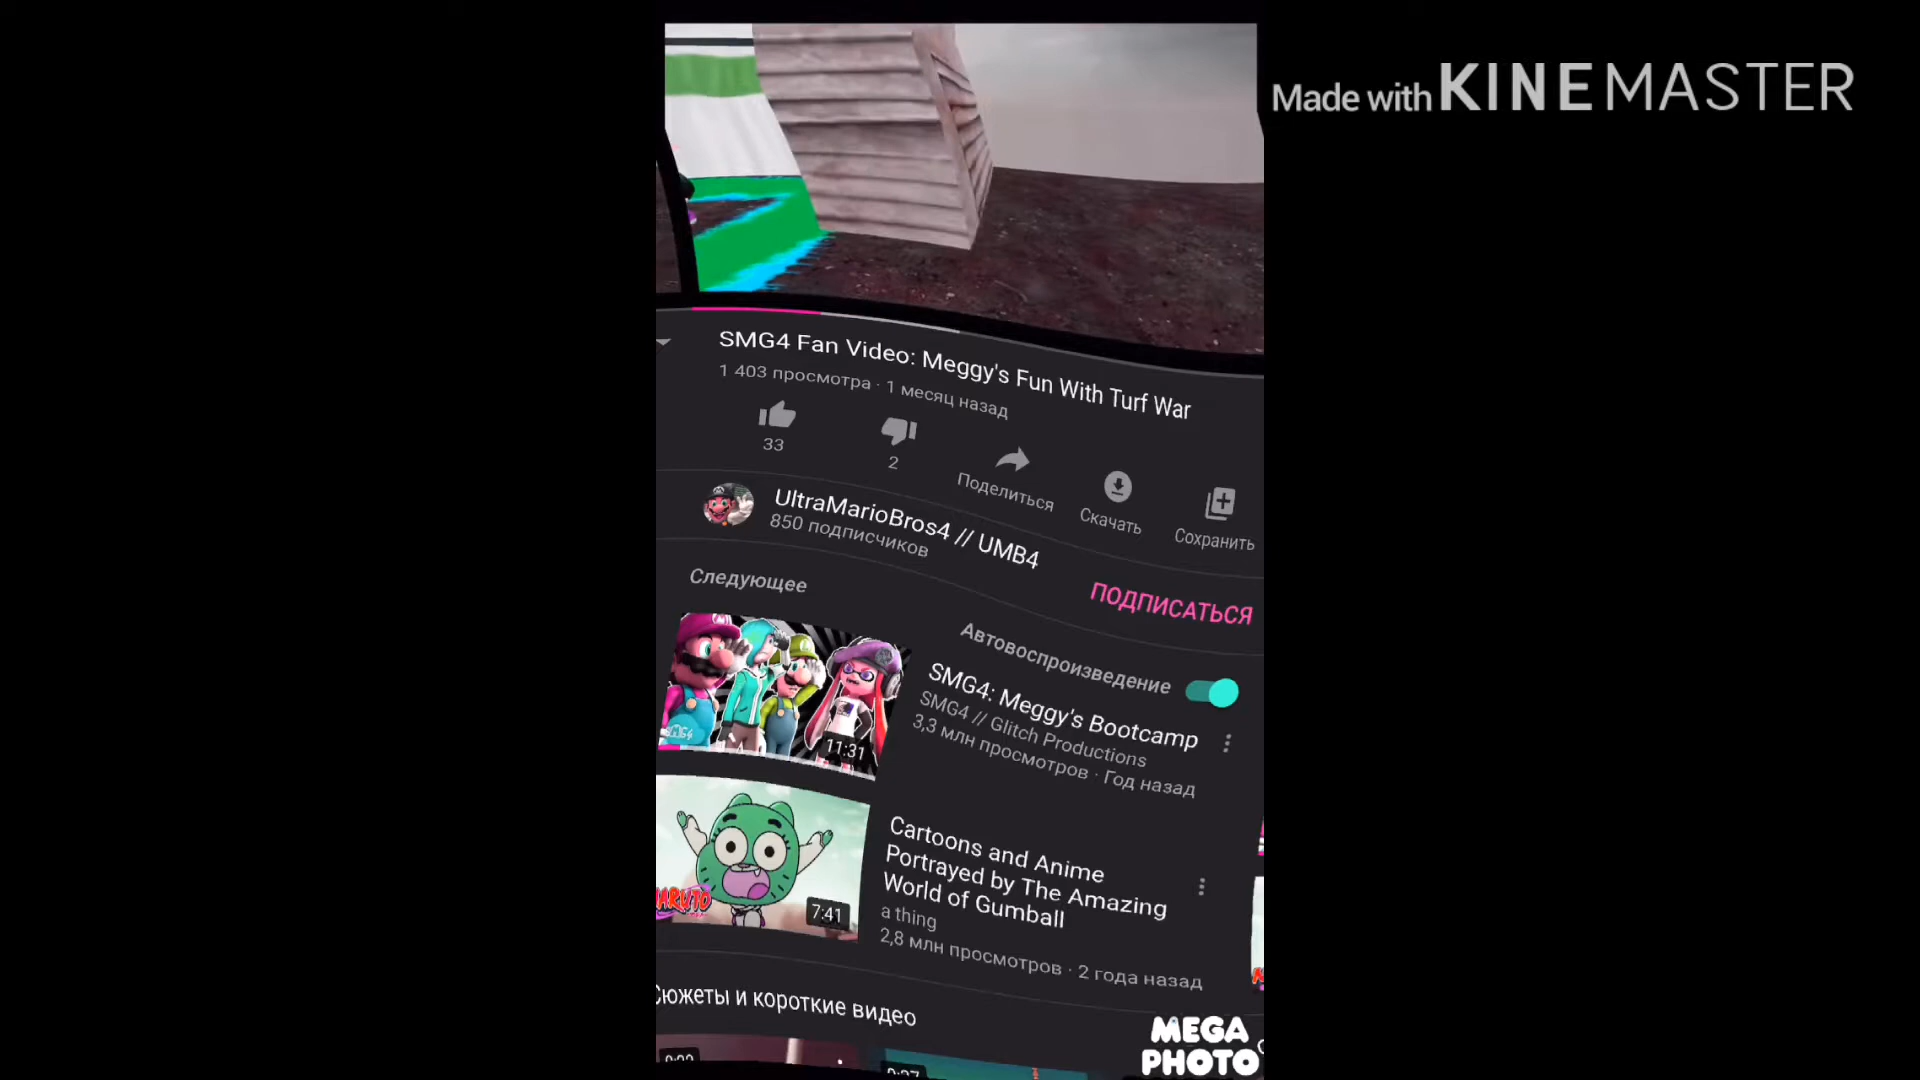 Made with KINEMASTER
SMG4 Fan Video: Meggy's Fun With Turf War
1 403 просмотра · 1 месяц назад
33
2
Поделиться
Скачать
Сохранить
UltraMarioBros4 // UMB4
850 подписчиков
ПОДПИСАТЬСЯ
Следующее
Автовоспроизведение
11:31
SMG4: Meggy's Bootcamp
SMG4 // Glitch Productions
3,3 млн просмотров · Год назад
NARUTO
7:41
Cartoons and Anime
Portrayed by The Amazing
World of Gumball
a thing
2,8 млн просмотров · 2 года назад
Сюжеты и короткие видео
MEGA
PHOTO